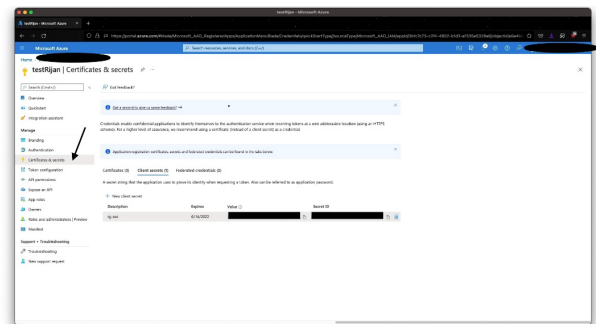 testRijan - Microsoft Azure
testRijan - Microsoft Azure
Microsoft Azure
Search resources, services, and docs (G+/)
Home
testRijan | Certificates & secrets
Search (Cmd+/)
Got feedback?
Overview
Quickstart
Integration assistant
Manage
Branding
Authentication
Certificates & secrets
Token configuration
API permissions
Expose an API
App roles
Owners
Roles and administrators | Preview
Manifest
Support + Troubleshooting
Troubleshooting
New support request
Got a second to give us some feedback? →
Credentials enable confidential applications to identify themselves to the authentication service when receiving tokens at a web addressable location (using an HTTPS
scheme). For a higher level of assurance, we recommend using a certificate (instead of a client secret) as a credential.
Application registration certificates, secrets and federated credentials can be found in the tabs below.
Certificates (0) Client secrets (1) Federated credentials (0)
A secret string that the application uses to prove its identity when requesting a token. Also can be referred to as application password.
New client secret
Description Expires Value Secret ID
6/16/2022